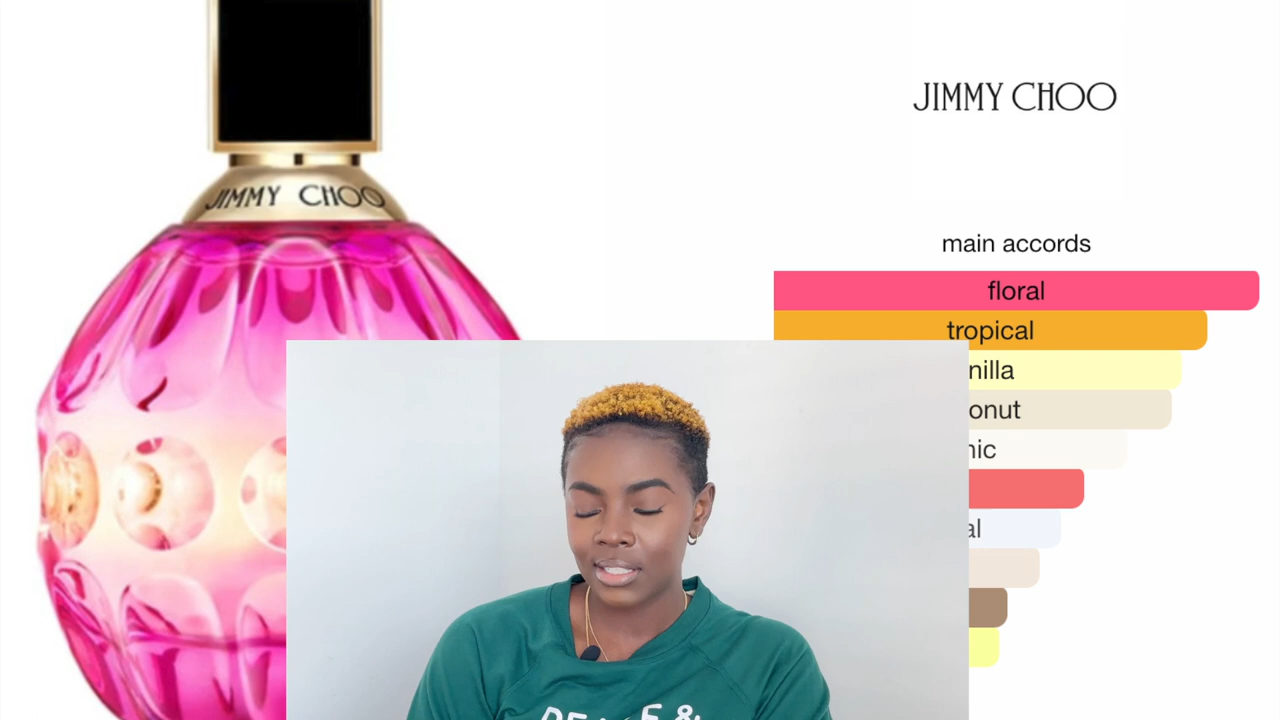 JIMMY CHOO
JIMMY CHOO
main accords
floral
tropical
nilla
onut
nic
al
&